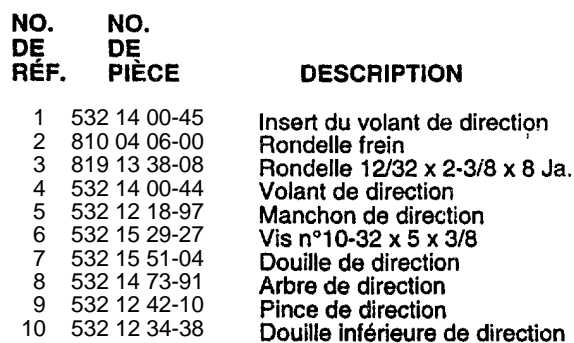 NO. NO.
DE DE
RÉF. PIÈCE DESCRIPTION
1 532 14 00-45 Insert du volant de direction
2 810 04 06-00 Rondelle frein
3 819 13 38-08 Rondelle 12/32 x 2-3/8 x 8 Ja.
4 532 14 00-44 Volant de direction
5 532 12 18-97 Manchon de direction
6 532 15 29-27 Vis n°10-32 x 5 x 3/8
7 532 15 51-04 Douille de direction
8 532 14 73-91 Arbre de direction
9 532 12 42-10 Pince de direction
10 532 12 34-38 Douille inférieure de direction